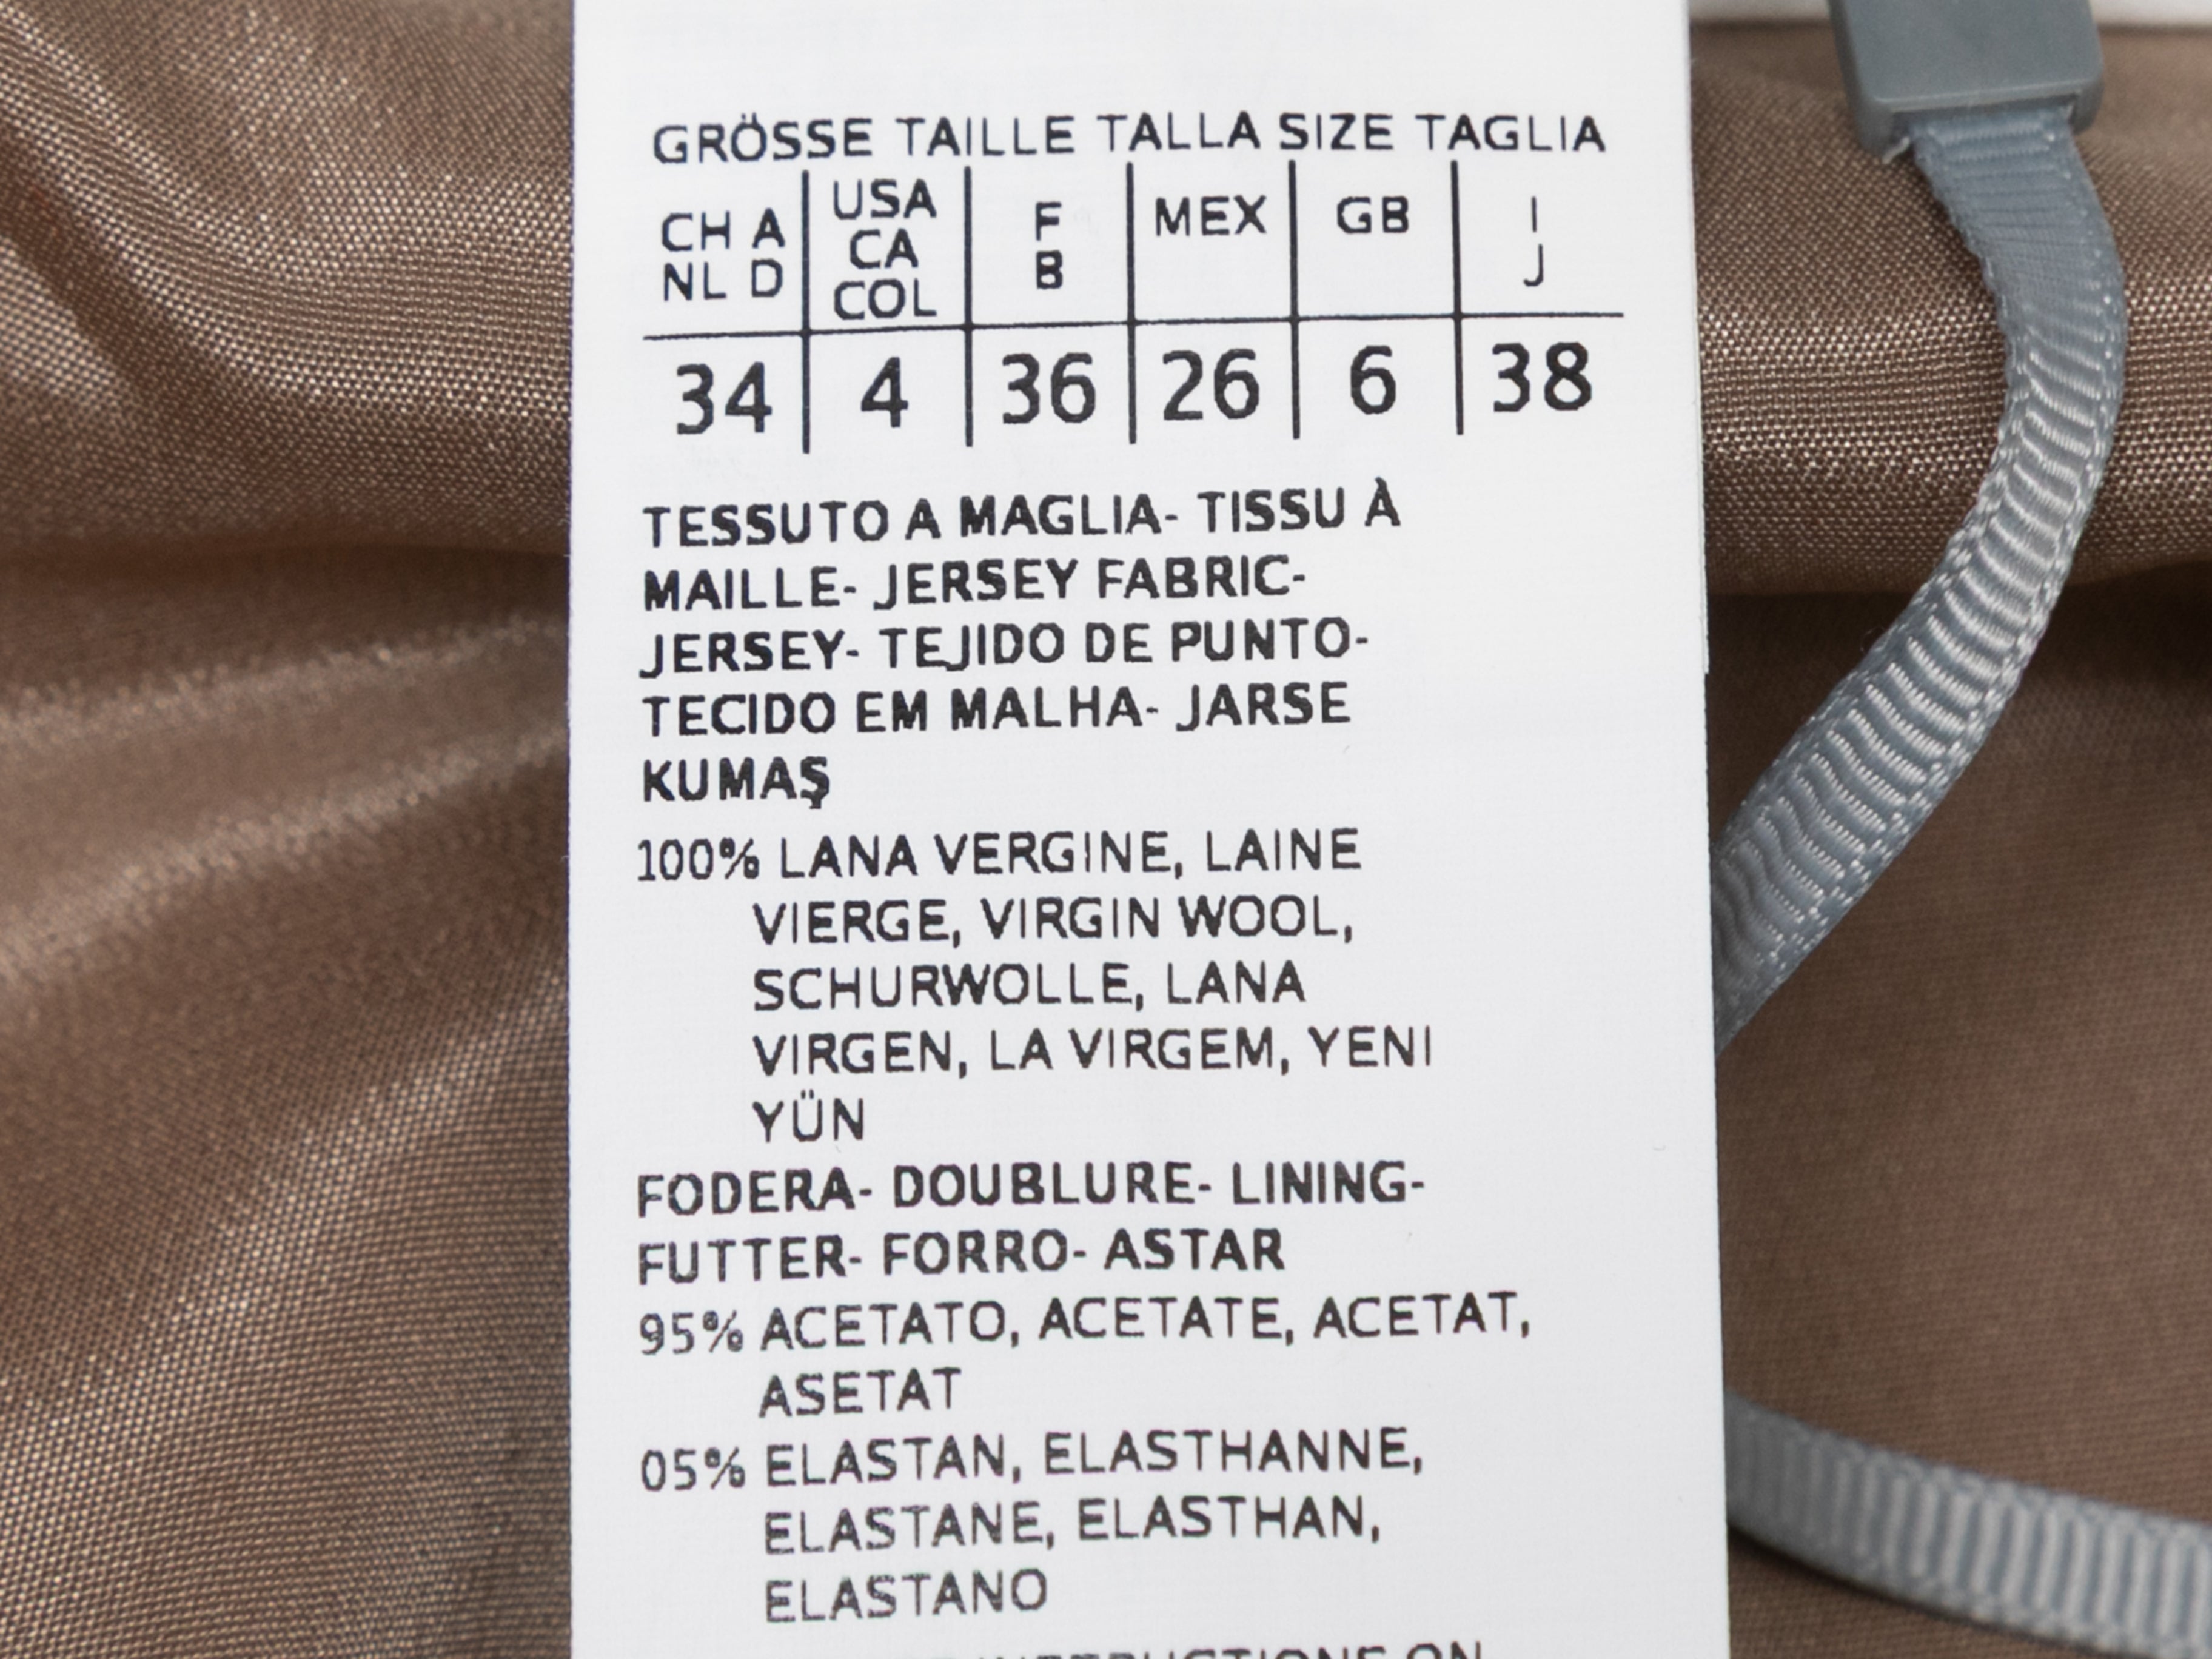 GRÖSSE TAILLE TALLA SIZE TAGLIA
CH A NL D | USA CA COL | F B | MEX | GB | I J
34 | 4 | 36 | 26 | 6 | 38
TESSUTO A MAGLIA- TISSU À
MAILLE- JERSEY FABRIC-
JERSEY- TEJIDO DE PUNTO-
TECIDO EM MALHA- JARSE
KUMAŞ
100% LANA VERGINE, LAINE
VIERGE, VIRGIN WOOL,
SCHURWOLLE, LANA
VIRGEN, LA VIRGEM, YENI
YÜN
FODERA- DOUBLURE- LINING-
FUTTER- FORRO- ASTAR
95% ACETATO, ACETATE, ACETAT,
ASETAT
05% ELASTAN, ELASTHANNE,
ELASTANE, ELASTHAN,
ELASTANO
INSTRUCTIONS ON